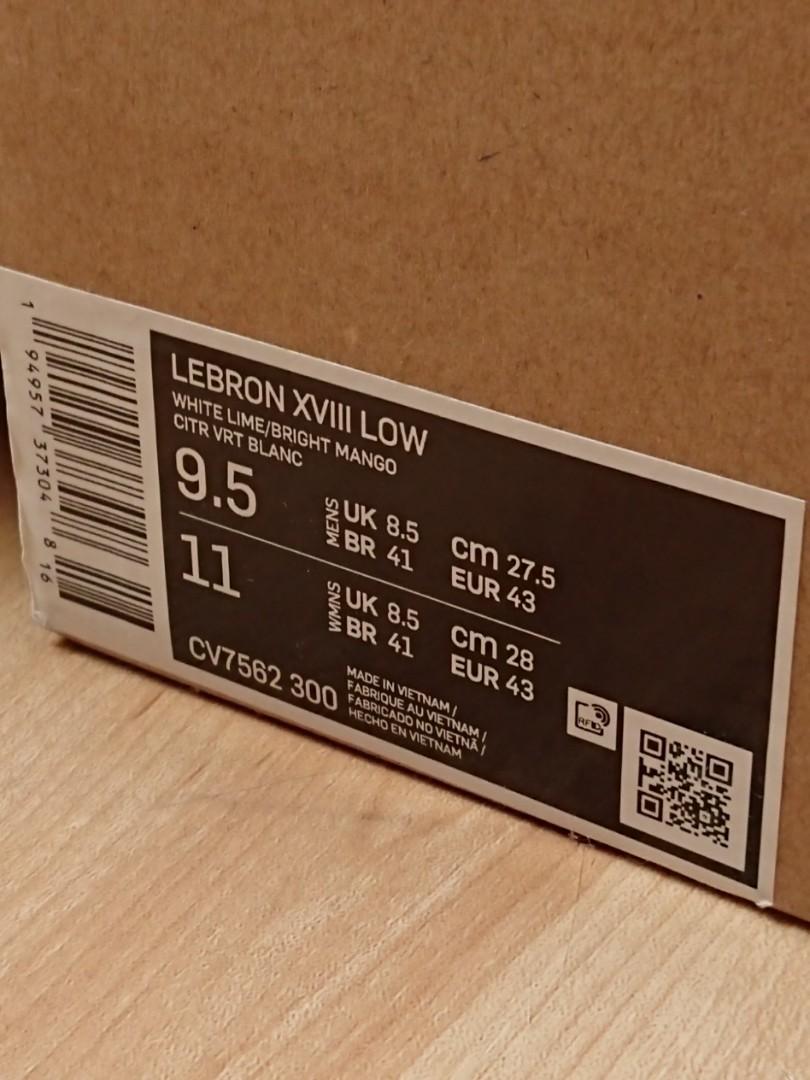 1 94957 37304 8 16
LEBRON XVIII LOW
WHITE LIME/BRIGHT MANGO
CITR VRT BLANC
9.5
MENS
UK 8.5
BR 41
cm 27.5
EUR 43
11
WMNS
UK 8.5
BR 41
cm 28
EUR 43
CV7562 300
MADE IN VIETNAM /
FABRIQUE AU VIETNAM /
FABRICADO NO VIETNÃ /
HECHO EN VIETNAM
RFID